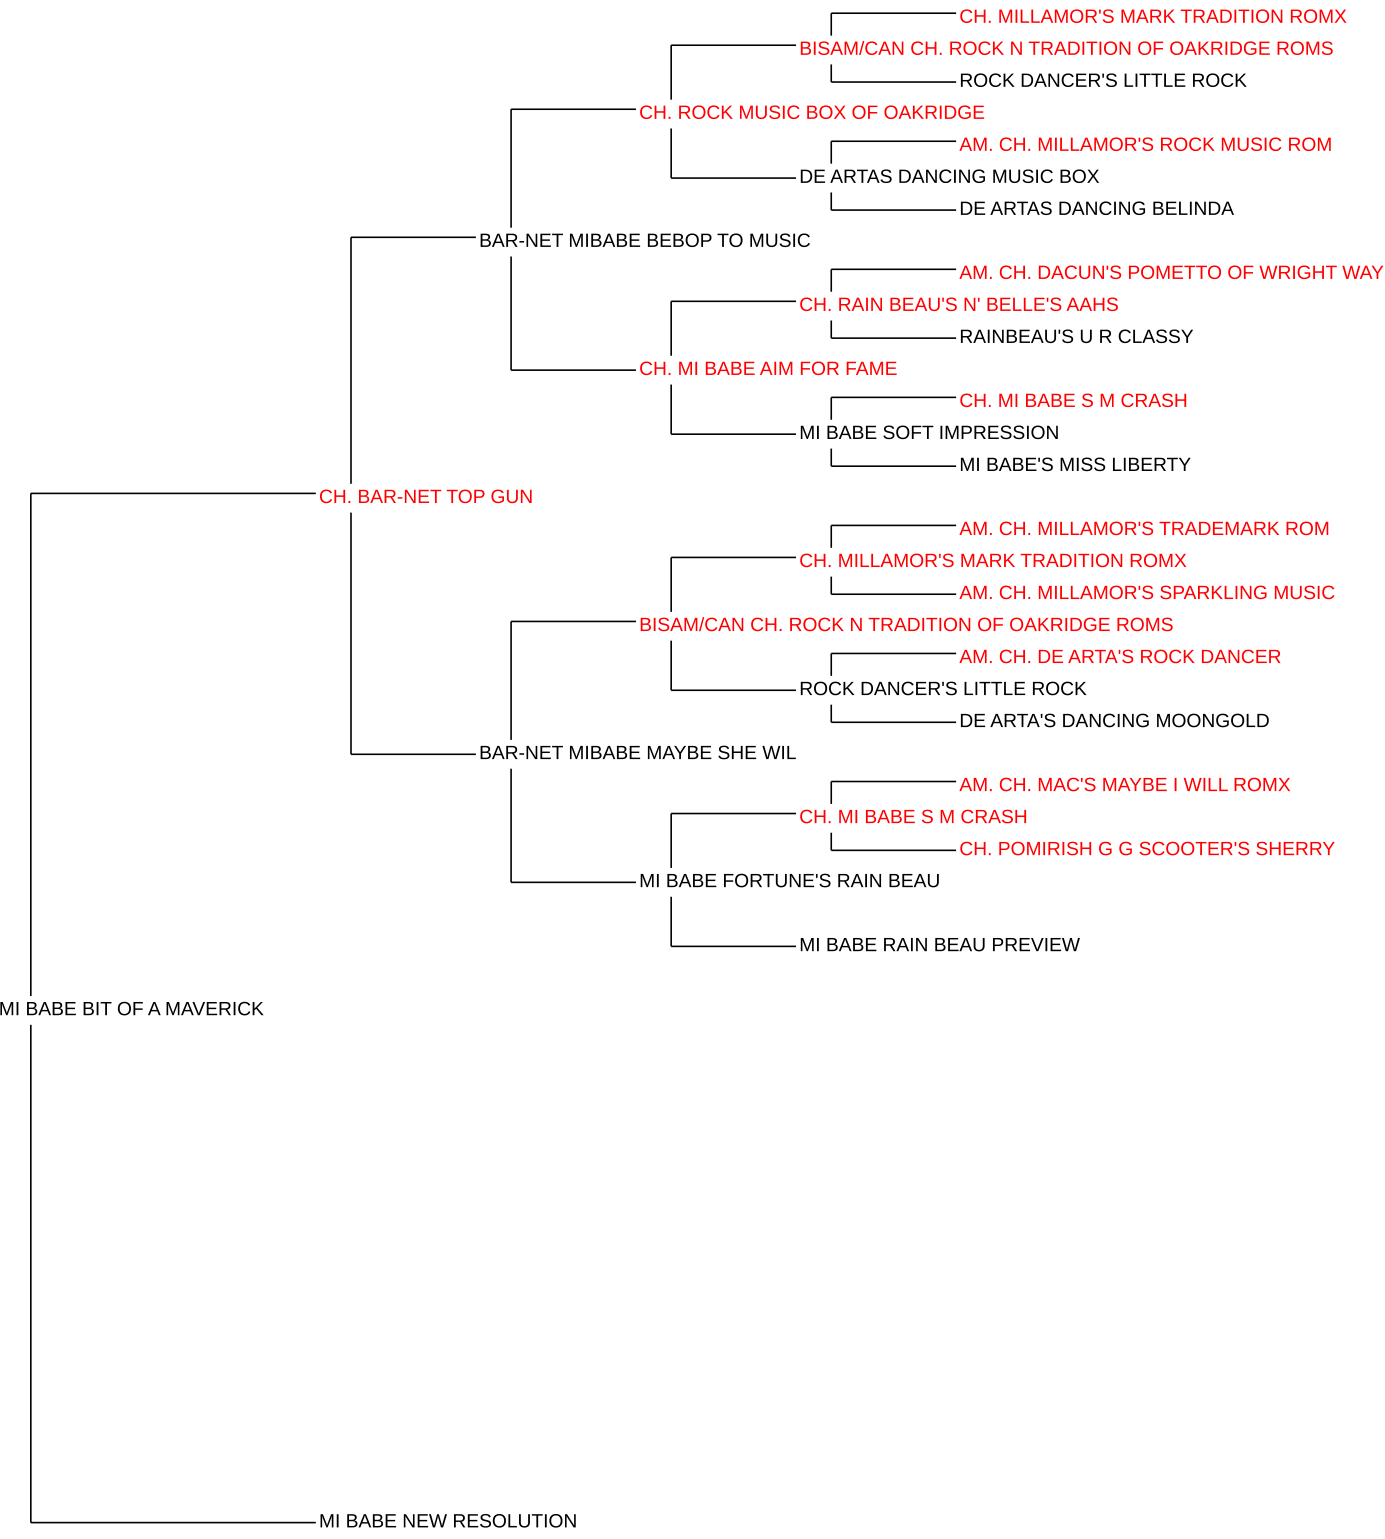 CH. MILLAMOR'S MARK TRADITION ROMX
BISAM/CAN CH. ROCK N TRADITION OF OAKRIDGE ROMS
ROCK DANCER'S LITTLE ROCK
CH. ROCK MUSIC BOX OF OAKRIDGE
AM. CH. MILLAMOR'S ROCK MUSIC ROM
DE ARTAS DANCING MUSIC BOX
DE ARTAS DANCING BELINDA
BAR-NET MIBABE BEBOP TO MUSIC
AM. CH. DACUN'S POMETTO OF WRIGHT WAY
CH. RAIN BEAU'S N' BELLE'S AAHS
RAINBEAU'S U R CLASSY
CH. MI BABE AIM FOR FAME
CH. MI BABE S M CRASH
MI BABE SOFT IMPRESSION
MI BABE'S MISS LIBERTY
CH. BAR-NET TOP GUN
AM. CH. MILLAMOR'S TRADEMARK ROM
CH. MILLAMOR'S MARK TRADITION ROMX
AM. CH. MILLAMOR'S SPARKLING MUSIC
BISAM/CAN CH. ROCK N TRADITION OF OAKRIDGE ROMS
AM. CH. DE ARTA'S ROCK DANCER
ROCK DANCER'S LITTLE ROCK
DE ARTA'S DANCING MOONGOLD
BAR-NET MIBABE MAYBE SHE WIL
AM. CH. MAC'S MAYBE I WILL ROMX
CH. MI BABE S M CRASH
CH. POMIRISH G G SCOOTER'S SHERRY
MI BABE FORTUNE'S RAIN BEAU
MI BABE RAIN BEAU PREVIEW
MI BABE BIT OF A MAVERICK
MI BABE NEW RESOLUTION